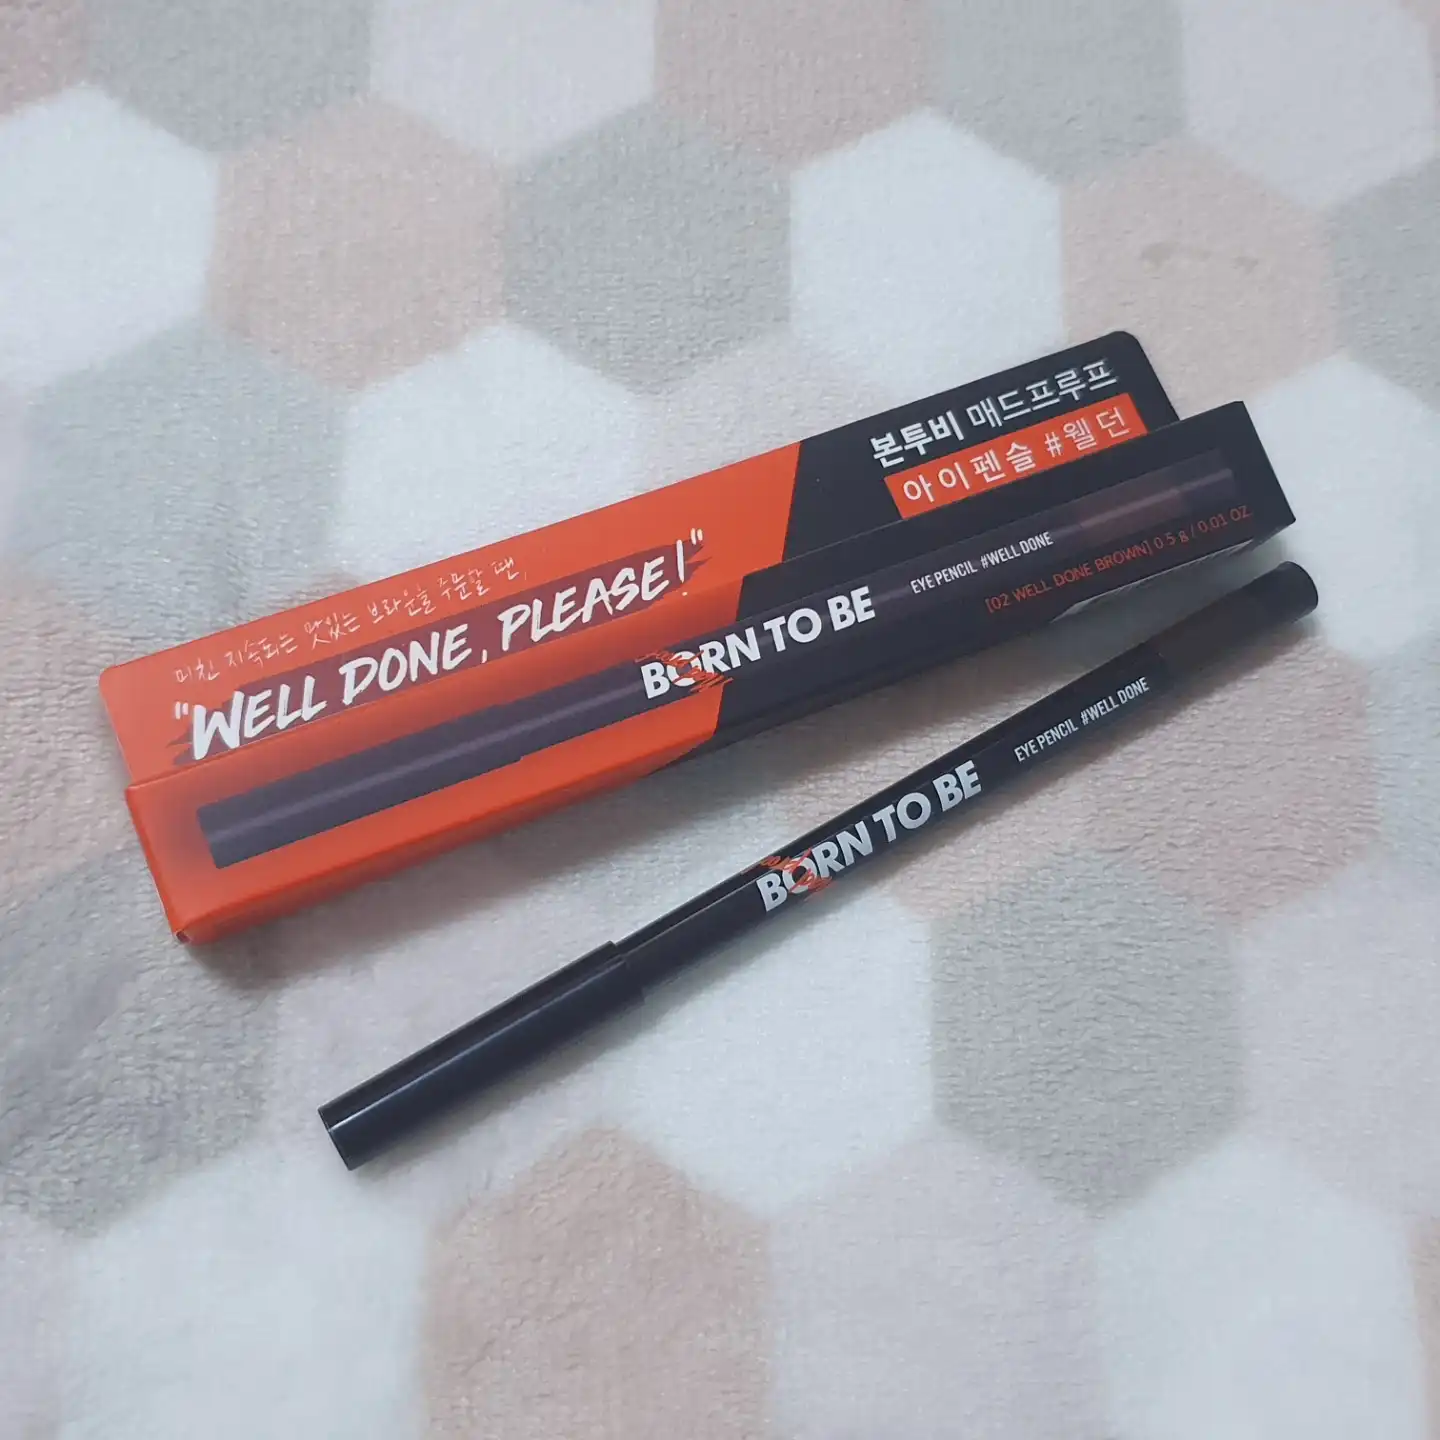 본투비 매드프루프
아이펜슬 #웰던
미친 지속되는 맛있는 브라운을 주문할 땐,
"WELL DONE, PLEASE!"
BORN TO BE
EYE PENCIL #WELL DONE
[02 WELL DONE BROWN] 0.5 g / 0.01 OZ.
BORN TO BE
EYE PENCIL #WELL DONE